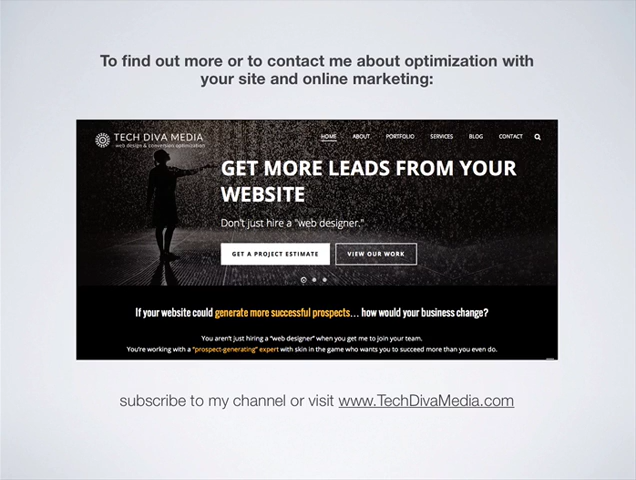 To find out more or to contact me about optimization with
your site and online marketing:
TECH DIVA MEDIA
web design & conversion optimization
HOME ABOUT PORTFOLIO SERVICES BLOG CONTACT
GET MORE LEADS FROM YOUR
WEBSITE
Don't just hire a "web designer."
GET A PROJECT ESTIMATE VIEW OUR WORK
If your website could generate more successful prospects... how would your business change?
You aren't just hiring a "web designer" when you get me to join your team.
You're working with a "prospect-generating" expert with skin in the game who wants you to succeed more than you even do.
subscribe to my channel or visit www.TechDivaMedia.com